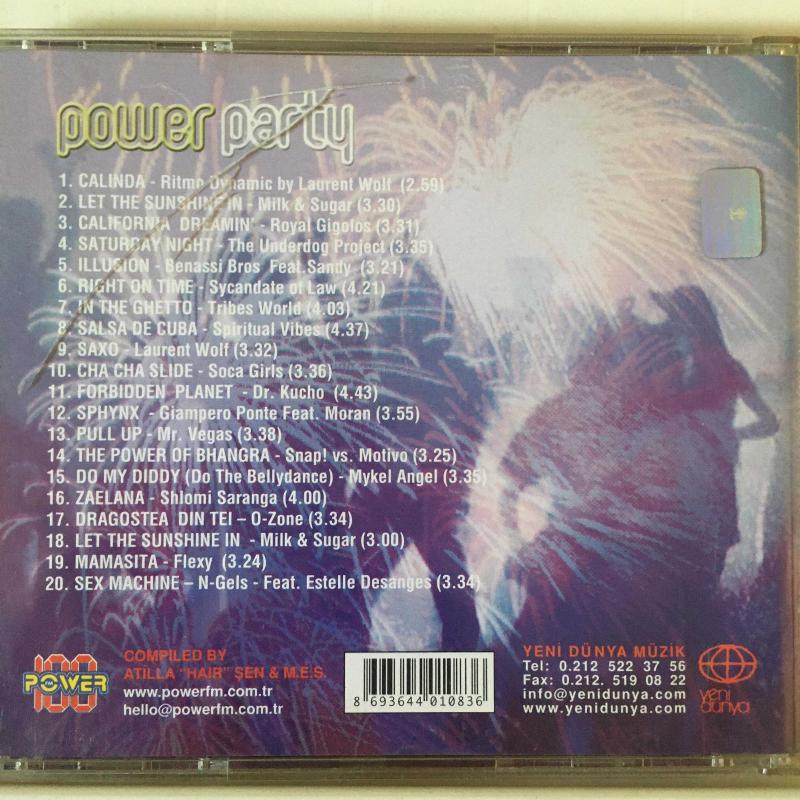 power party
1. CALINDA - Ritmo Dynamic by Laurent Wolf (2.59)
2. LET THE SUNSHINE IN - Milk & Sugar (3.30)
3. CALIFORNIA DREAMIN' - Royal Gigolos (3.31)
4. SATURDAY NIGHT - The Underdog Project (3.35)
5. ILLUSION - Benassi Bros Feat.Sandy (3.21)
6. RIGHT ON TIME - Sycandate of Law (4.21)
7. IN THE GHETTO - Tribes World (4.03)
8. SALSA DE CUBA - Spiritual Vibes (4.37)
9. SAXO - Laurent Wolf (3.32)
10. CHA CHA SLIDE - Soca Girls (3.36)
11. FORBIDDEN PLANET - Dr. Kucho (4.43)
12. SPHYNX - Giampero Ponte Feat. Moran (3.55)
13. PULL UP - Mr. Vegas (3.38)
14. THE POWER OF BHANGRA - Snap! vs. Motivo (3.25)
15. DO MY DIDDY (Do The Bellydance) - Mykel Angel (3.35)
16. ZAELANA - Shlomi Saranga (4.00)
17. DRAGOSTEA DIN TEI – O-Zone (3.34)
18. LET THE SUNSHINE IN - Milk & Sugar (3.00)
19. MAMASITA - Flexy (3.24)
20. SEX MACHINE – N-Gels - Feat. Estelle Desanges (3.34)
100
POWER FM
COMPILED BY
ATILLA "HAIR" ŞEN & M.E.S.
www.powerfm.com.tr
hello@powerfm.com.tr
8 693644 010836
YENİ DÜNYA MÜZİK
Tel: 0.212 522 37 56
Fax: 0.212. 519 08 22
info@yenidunya.com
www.yenidunya.com
yeni
dünya